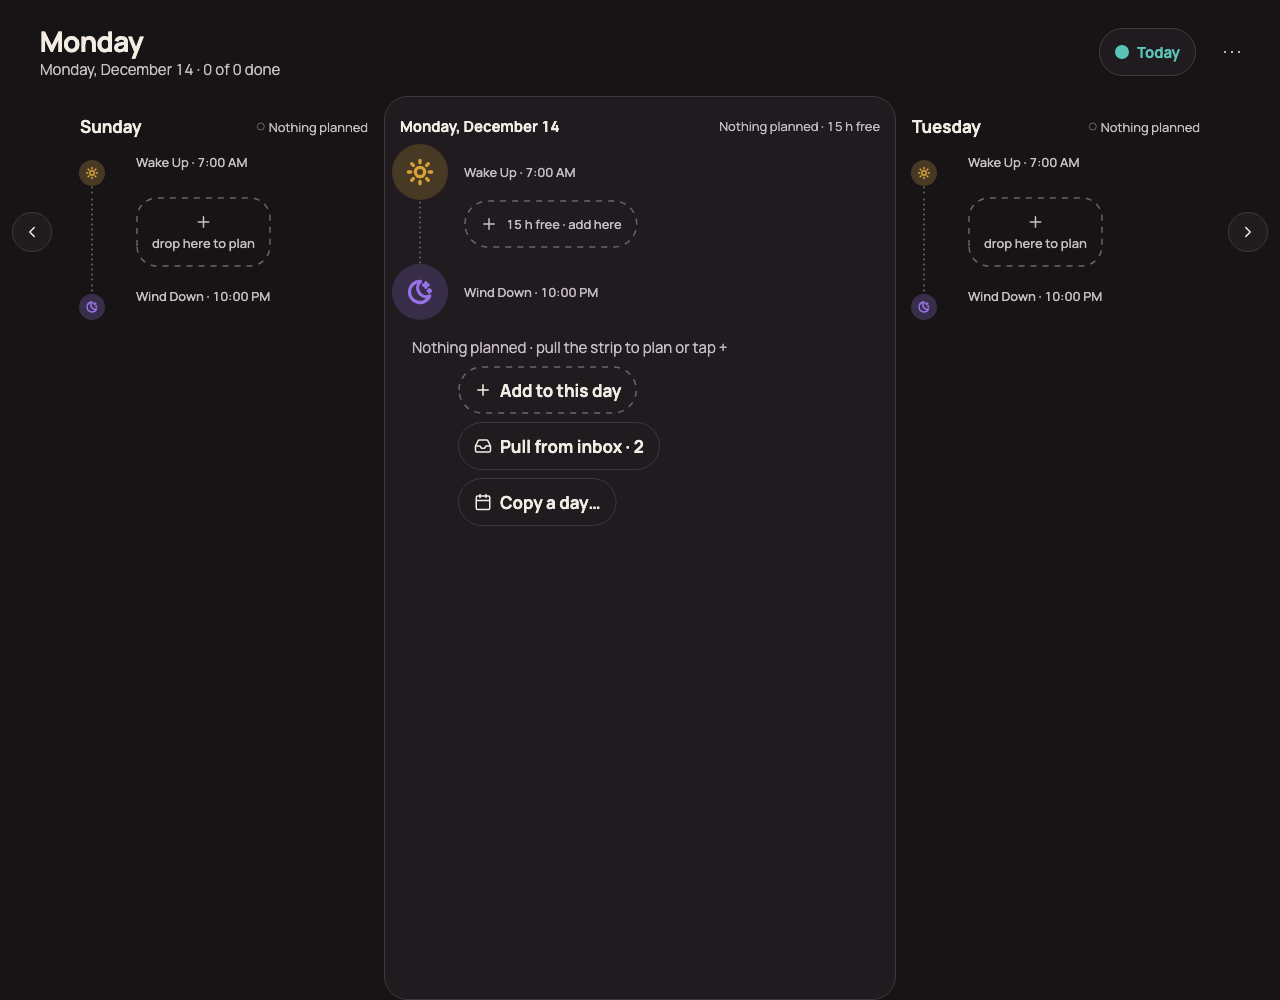 Monday
Monday, December 14 · 0 of 0 done
Today
Sunday
Nothing planned
Wake Up · 7:00 AM
drop here to plan
Wind Down · 10:00 PM
Monday, December 14
Nothing planned · 15 h free
Wake Up · 7:00 AM
15 h free · add here
Wind Down · 10:00 PM
Nothing planned · pull the strip to plan or tap +
Add to this day
Pull from inbox · 2
Copy a day...
Tuesday
Nothing planned
Wake Up · 7:00 AM
drop here to plan
Wind Down · 10:00 PM